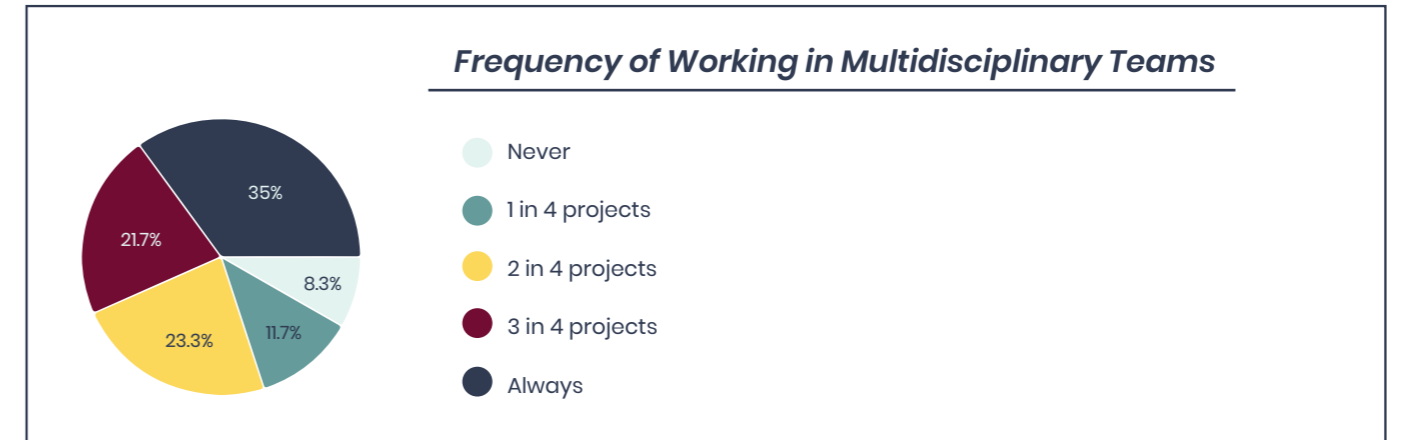 Frequency of Working in Multidisciplinary Teams
Never
1 in 4 projects
2 in 4 projects
3 in 4 projects
Always
35%
21.7%
8.3%
11.7%
23.3%